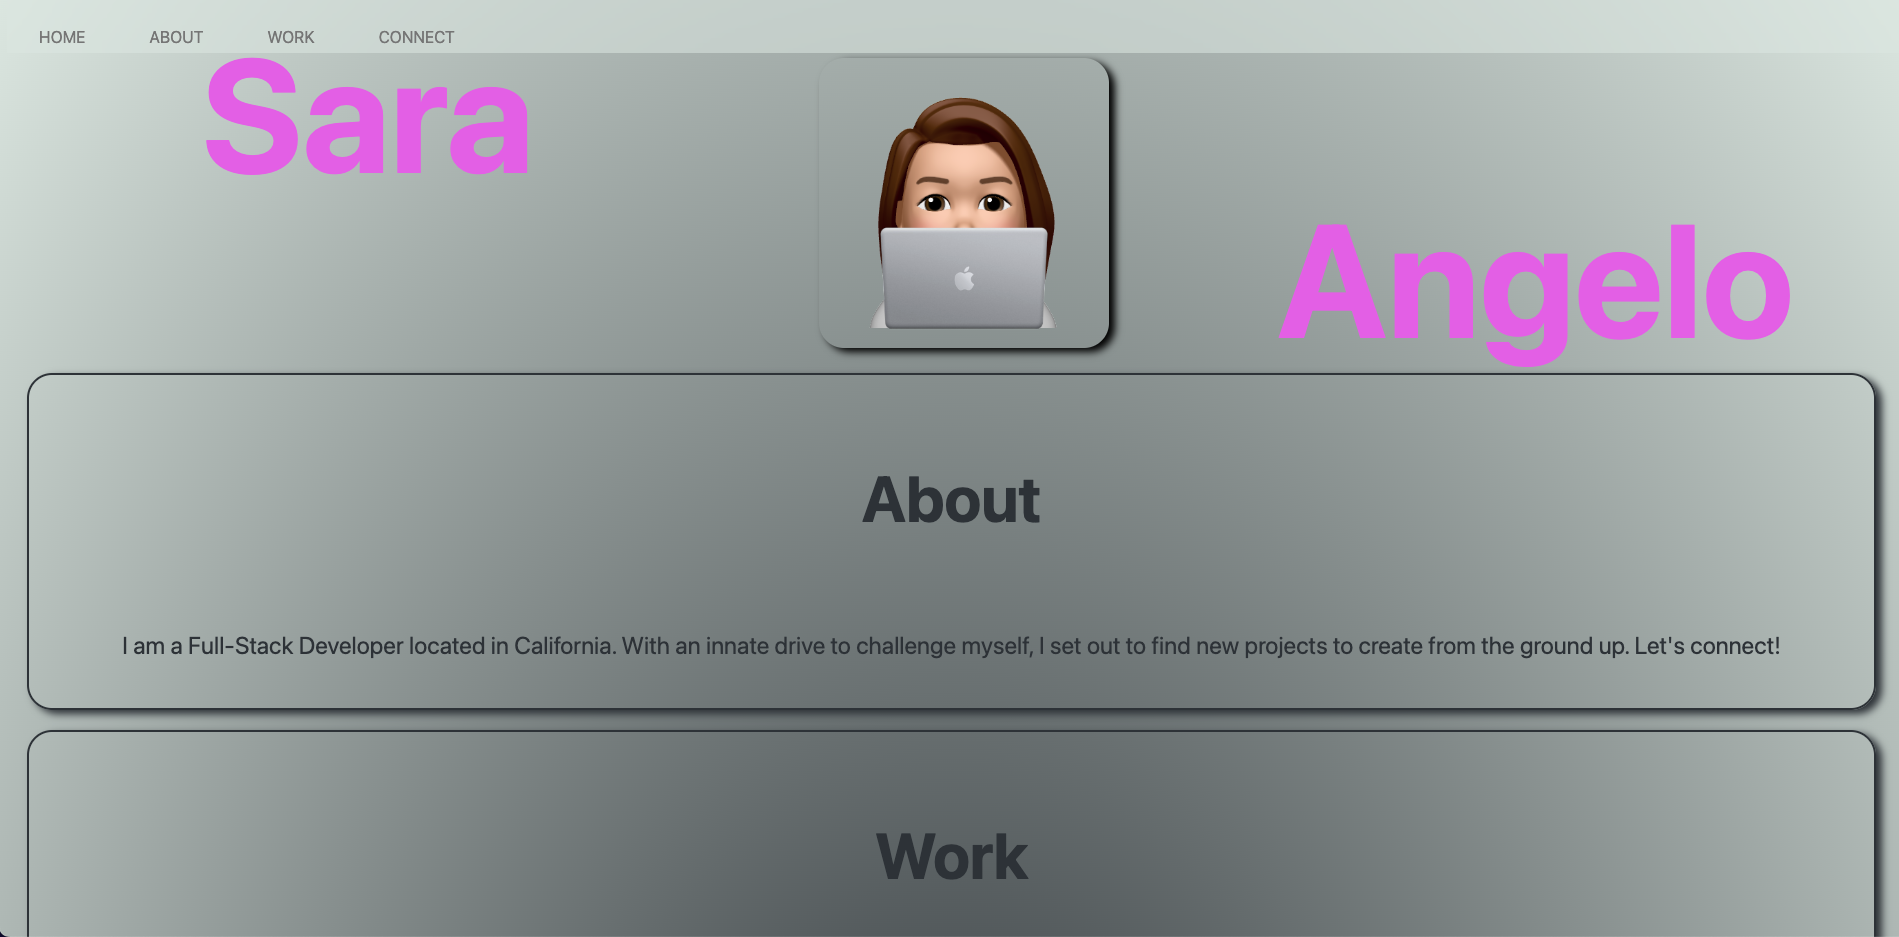 HOME ABOUT WORK CONNECT
Sara
Angelo
About
I am a Full-Stack Developer located in California. With an innate drive to challenge myself, I set out to find new projects to create from the ground up. Let's connect!
Work